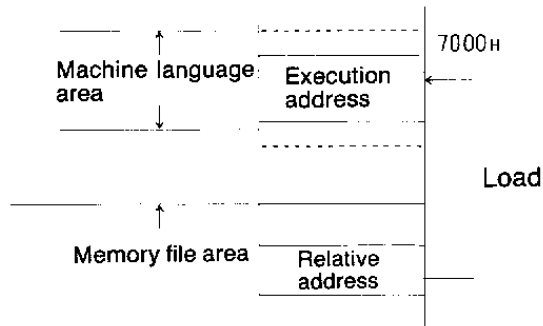 7000H
Machine language
area
Execution
address
Load
Memory file area
Relative
address